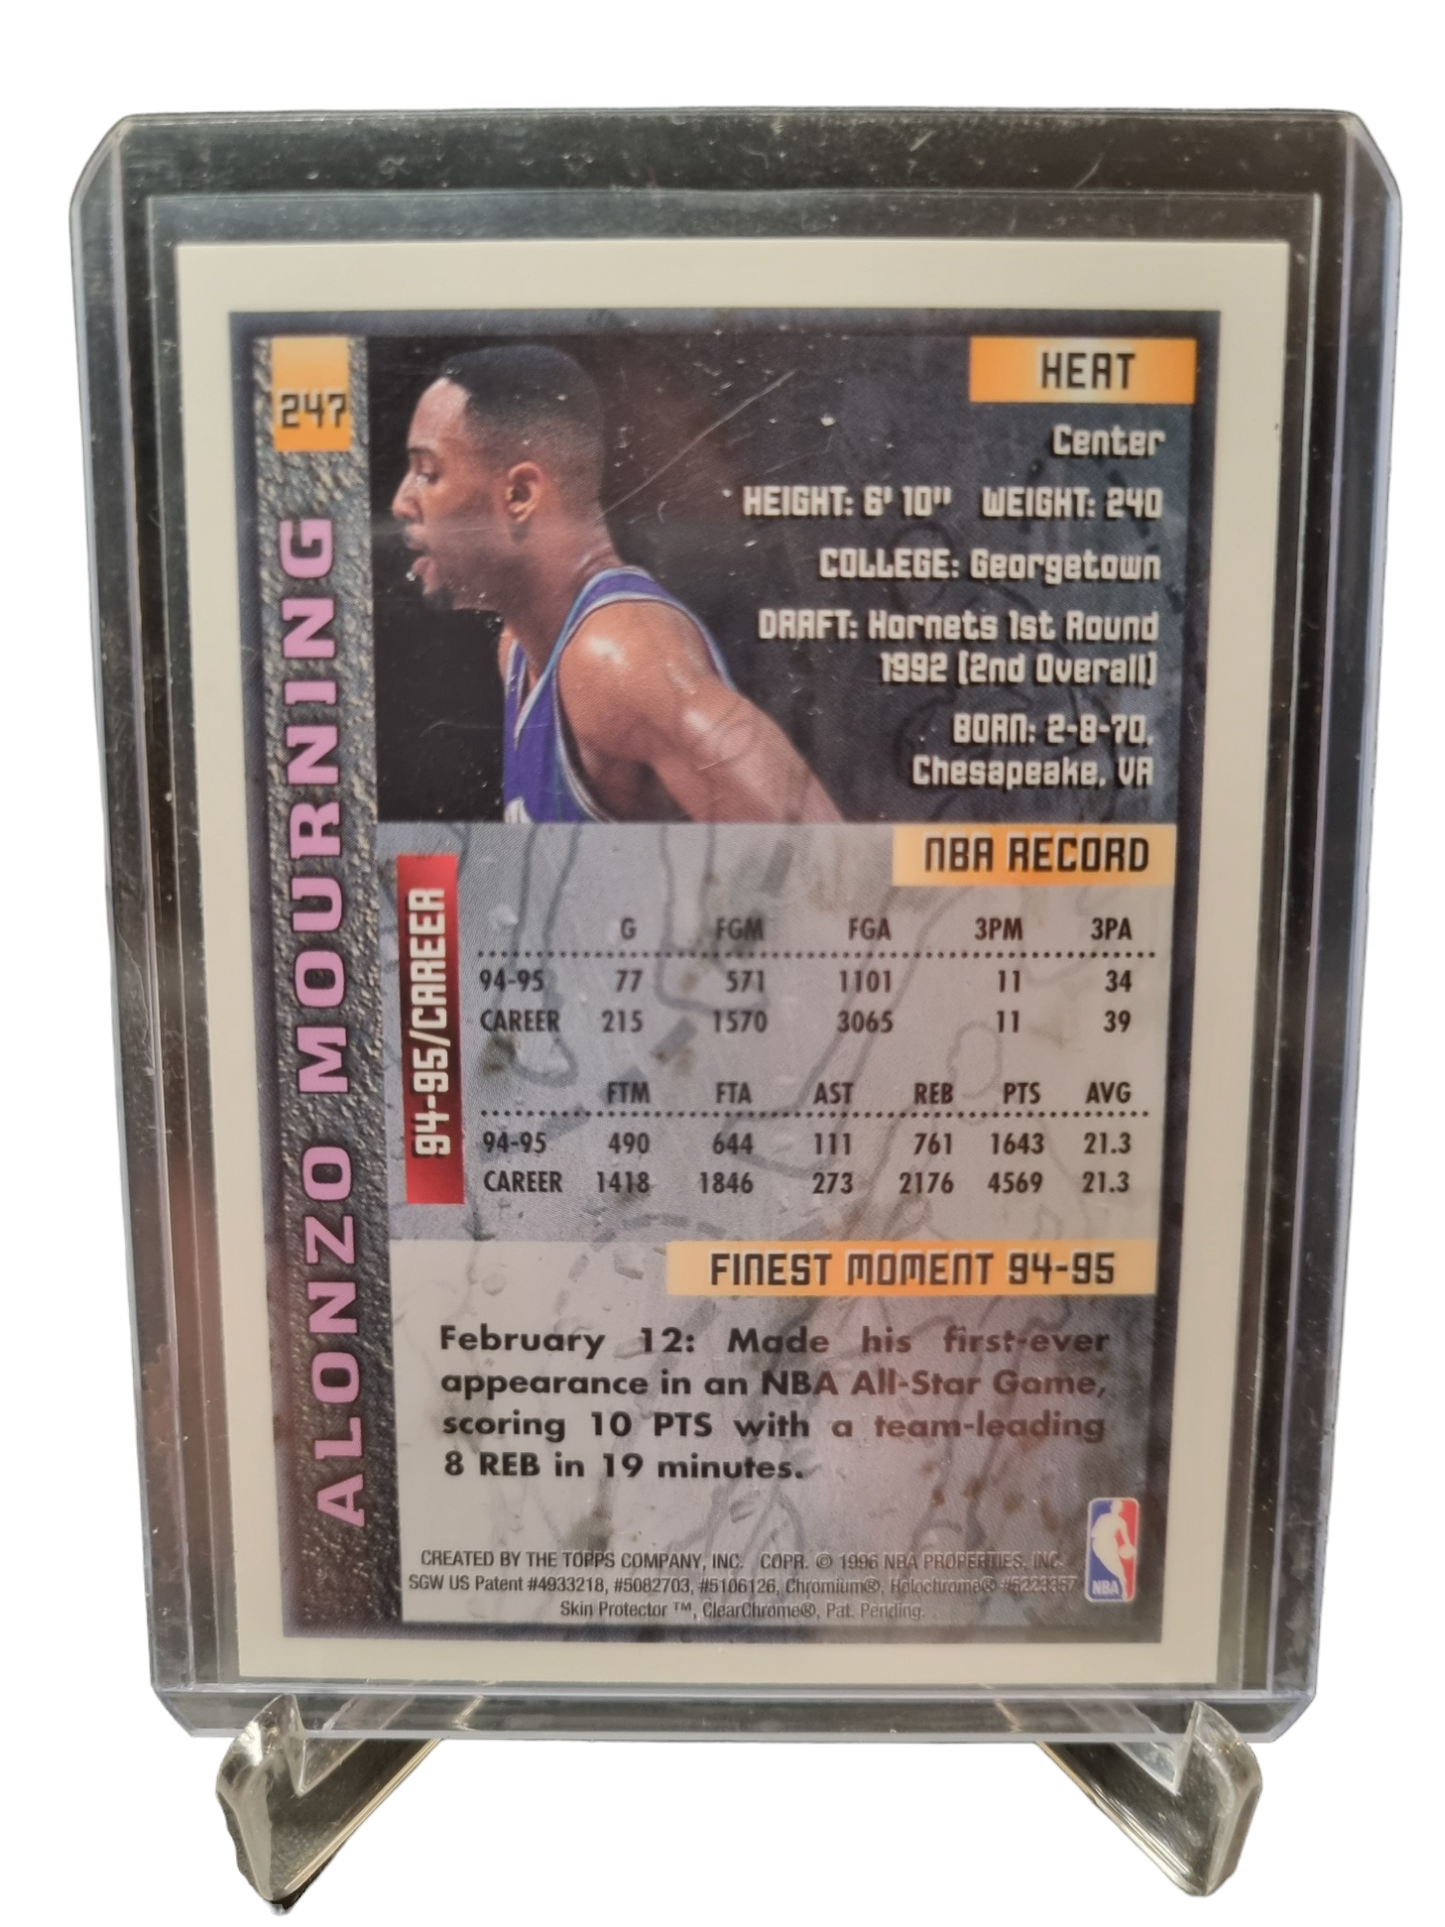 247
ALONZO MOURNING
HEAT
Center
HEIGHT: 6' 10" WEIGHT: 240
COLLEGE: Georgetown
DRAFT: Hornets 1st Round
1992 (2nd Overall)
BORN: 2-8-70,
Chesapeake, VA
NBA RECORD
94-95/CAREER
G FGM FGA 3PM 3PA
94-95 77 571 1101 11 34
CAREER 215 1570 3065 11 39
FTM FTA AST REB PTS AVG
94-95 490 644 111 761 1643 21.3
CAREER 1418 1846 273 2176 4569 21.3
FINEST MOMENT 94-95
February 12: Made his first-ever
appearance in an NBA All-Star Game,
scoring 10 PTS with a team-leading
8 REB in 19 minutes.
CREATED BY THE TOPPS COMPANY, INC. COPR. © 1996 NBA PROPERTIES, INC.
SGW US Patent #4933218, #5082703, #5106126, Chromium®, Holochrome® #5223357
Skin Protector ™, ClearChrome®, Pat. Pending.
NBA